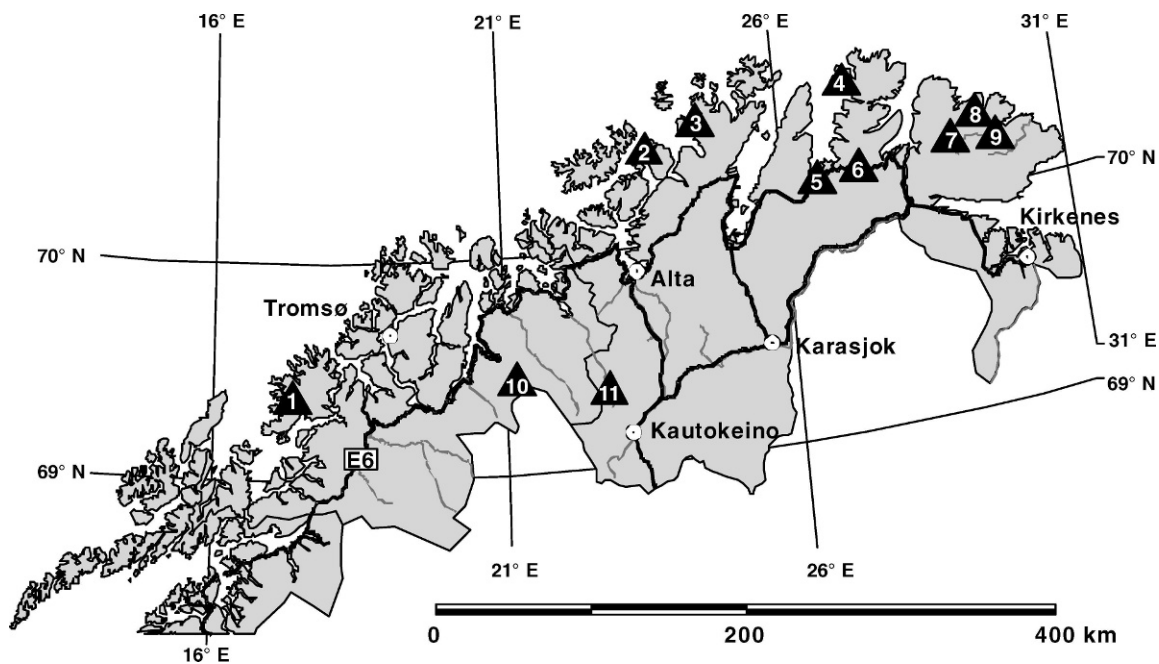 16° E
21° E
26° E
31° E
4
3
8
2
7
9
70° N
6
5
Kirkenes
70° N
Alta
Tromsø
Karasjok
31° E
69° N
10
11
1
Kautokeino
E6
69° N
21° E
26° E
0
200
400 km
16° E